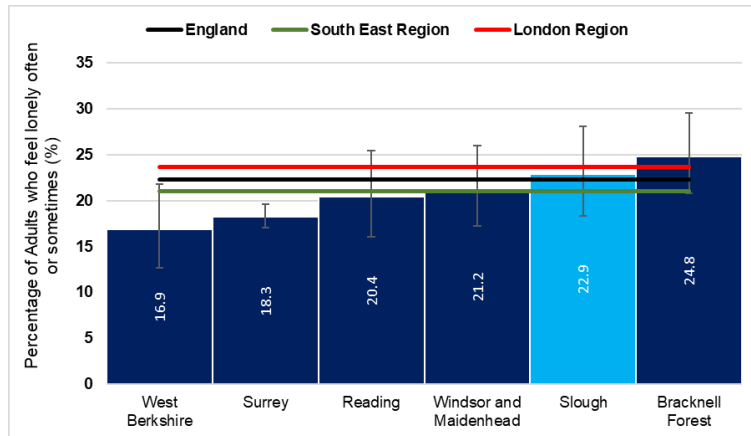 England South East Region London Region
Percentage of Adults who feel lonely often
or sometimes (%)
35
30
25
20
15
10
5
0
16.9
18.3
20.4
21.2
22.9
24.8
West
Berkshire
Surrey
Reading
Windsor and
Maidenhead
Slough
Bracknell
Forest